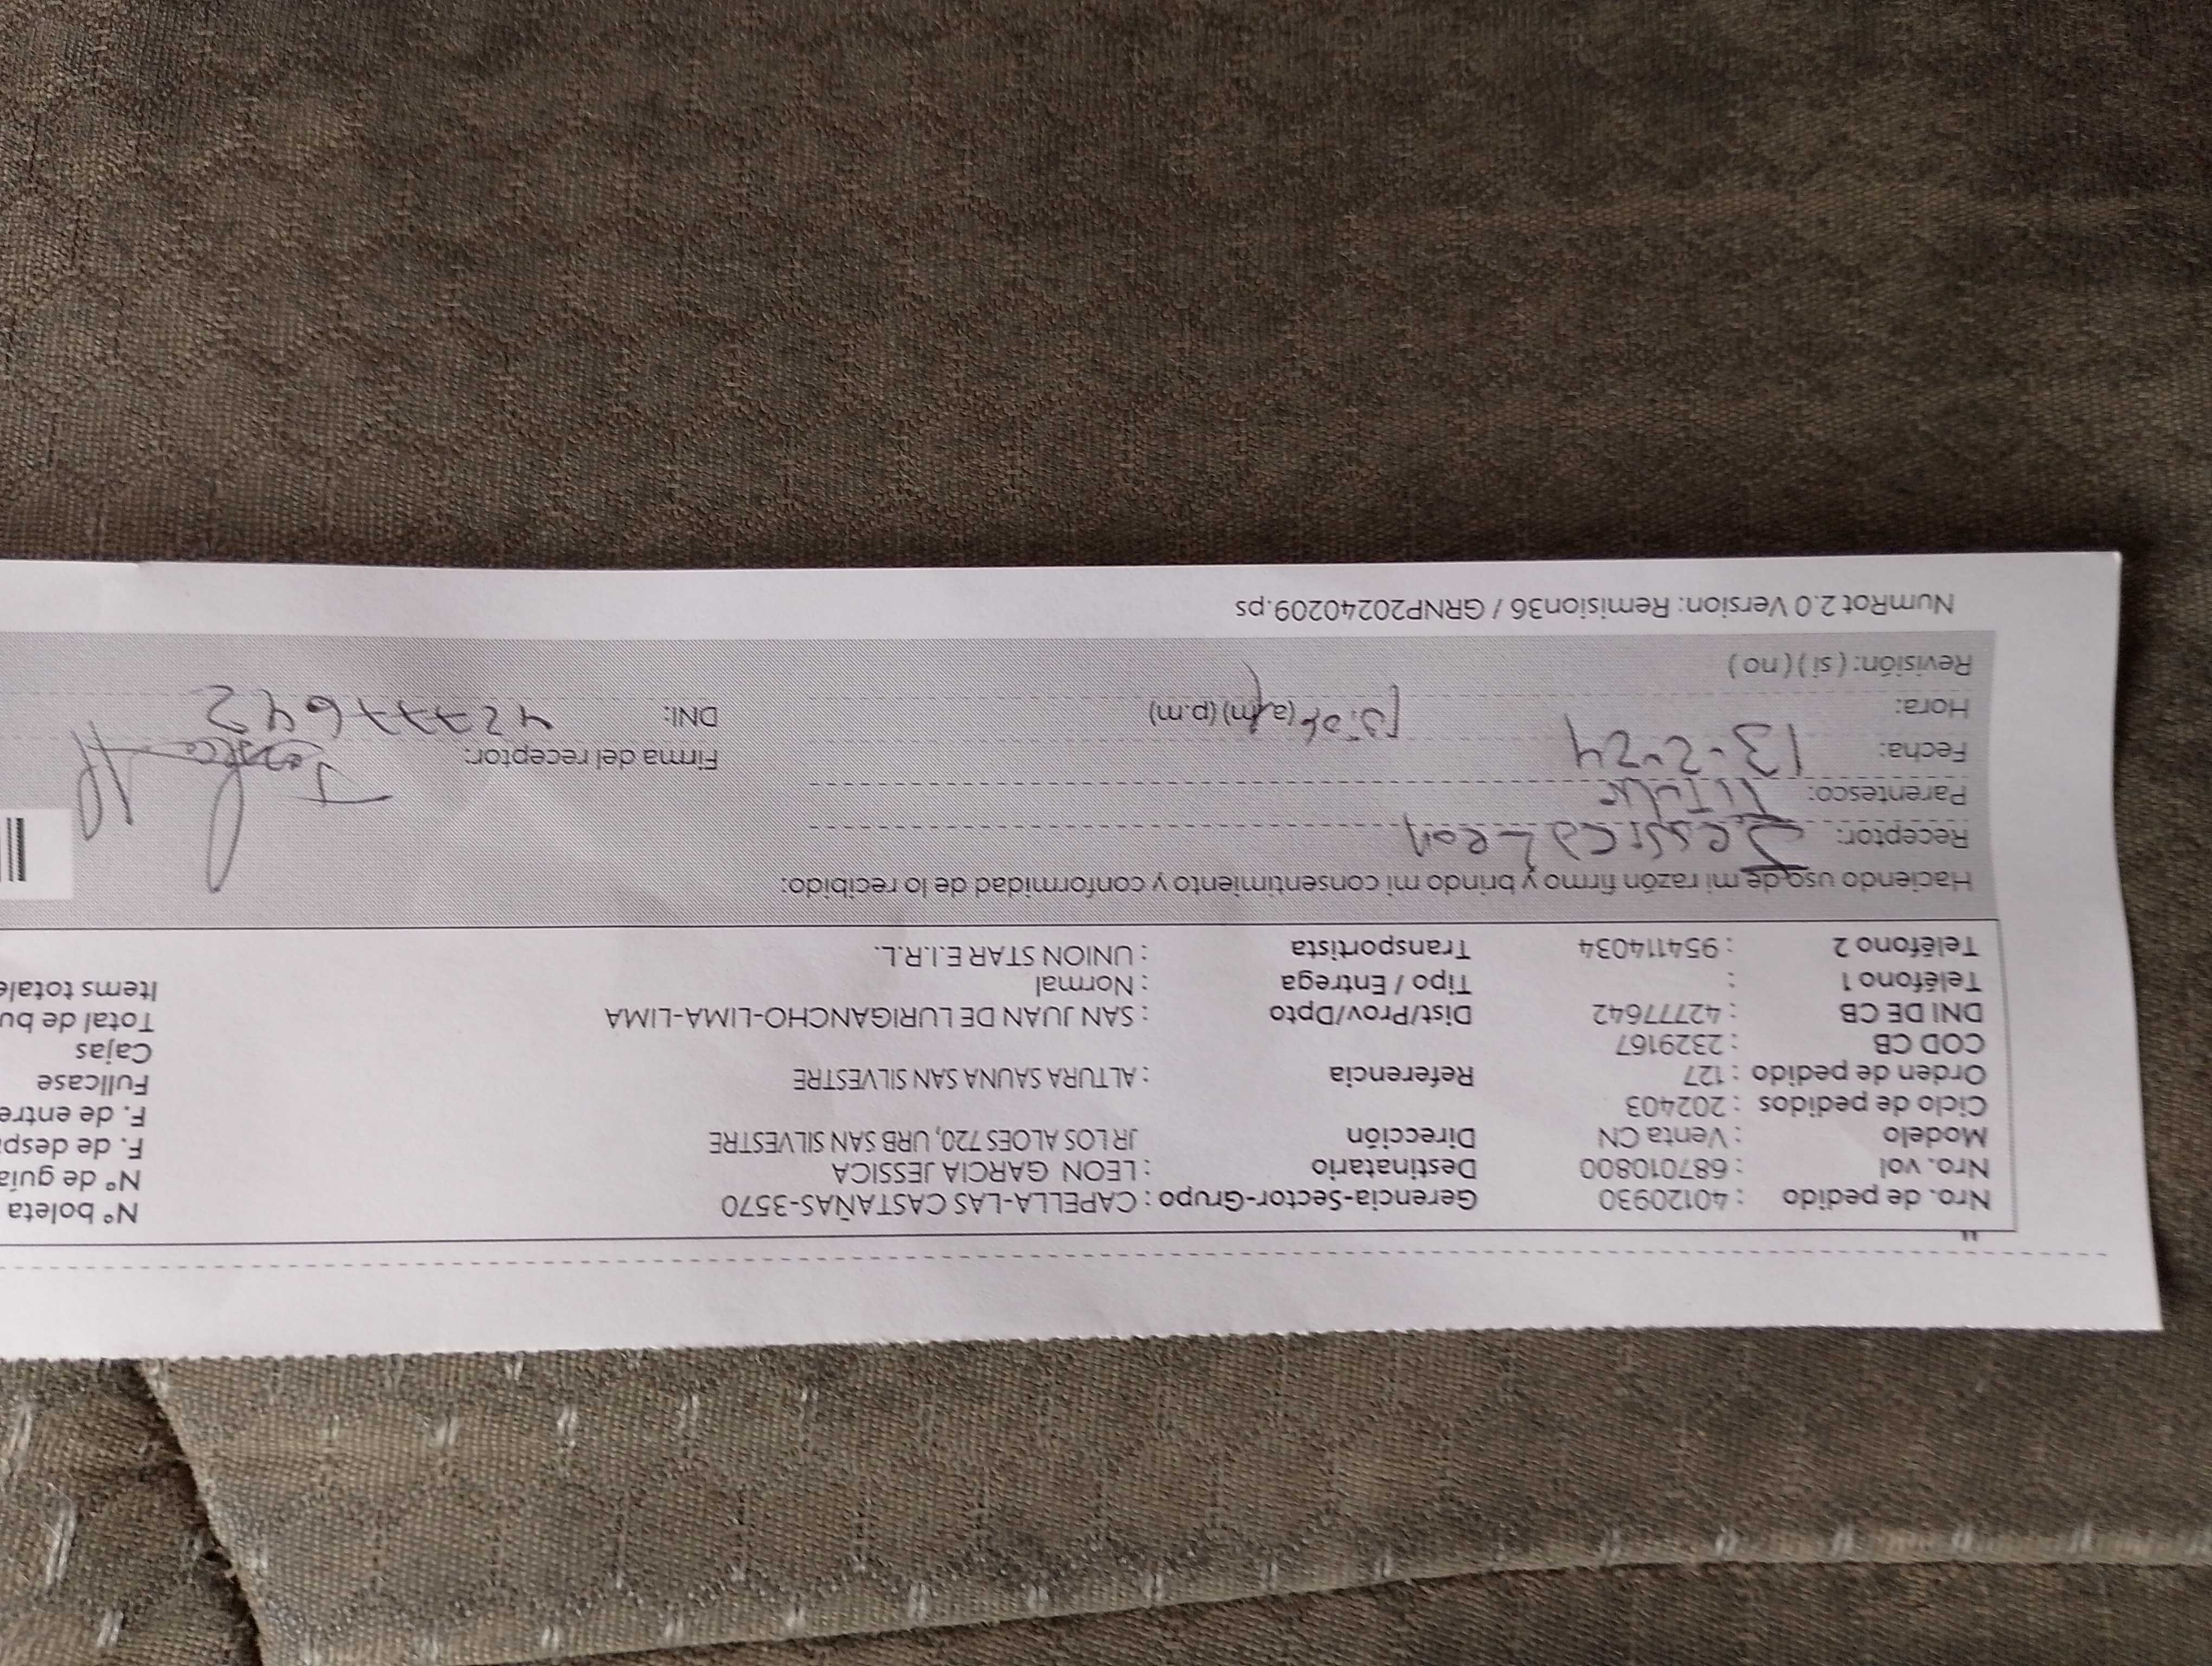 Nro. de pedido : 40120930 Gerencia-Sector-Grupo : CAPELLA-LAS CASTAÑAS-3570 Nº boleta
Nro. vol : 687010800 Destinatario : LEON GARCIA JESSICA Nº de guía
Modelo : Venta CN Dirección JR LOS ALOES 720, URB SAN SILVESTRE F. de despa
Ciclo de pedidos : 202403 F. de entre
Orden de pedido : 127 Referencia : ALTURA SAUNA SAN SILVESTRE Fullcase
COD CB : 2329167 Cajas
DNI DE CB : 42777642 Dist/Prov/Dpto : SAN JUAN DE LURIGANCHO-LIMA-LIMA Total de bu
Teléfono 1 : Tipo / Entrega : Normal Items totale
Teléfono 2 : 954114034 Transportista : UNION STAR E.I.R.L.
Haciendo uso de mi razón firmo y brindo mi consentimiento y conformidad de lo recibido:
Receptor: Jessica Leon
Parentesco: Titular
Fecha: 13-2-24 Firma del receptor: Jessica
Hora: (a.m) (p.m) DNI: 42777642
Revisión: ( si ) ( no )
NumRot 2.0 Version: Remision36 / GRNP20240209.ps